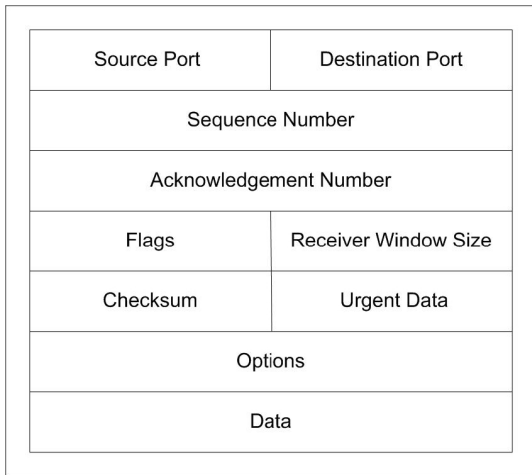 Source Port Destination Port
Sequence Number
Acknowledgement Number
Flags Receiver Window Size
Checksum Urgent Data
Options
Data